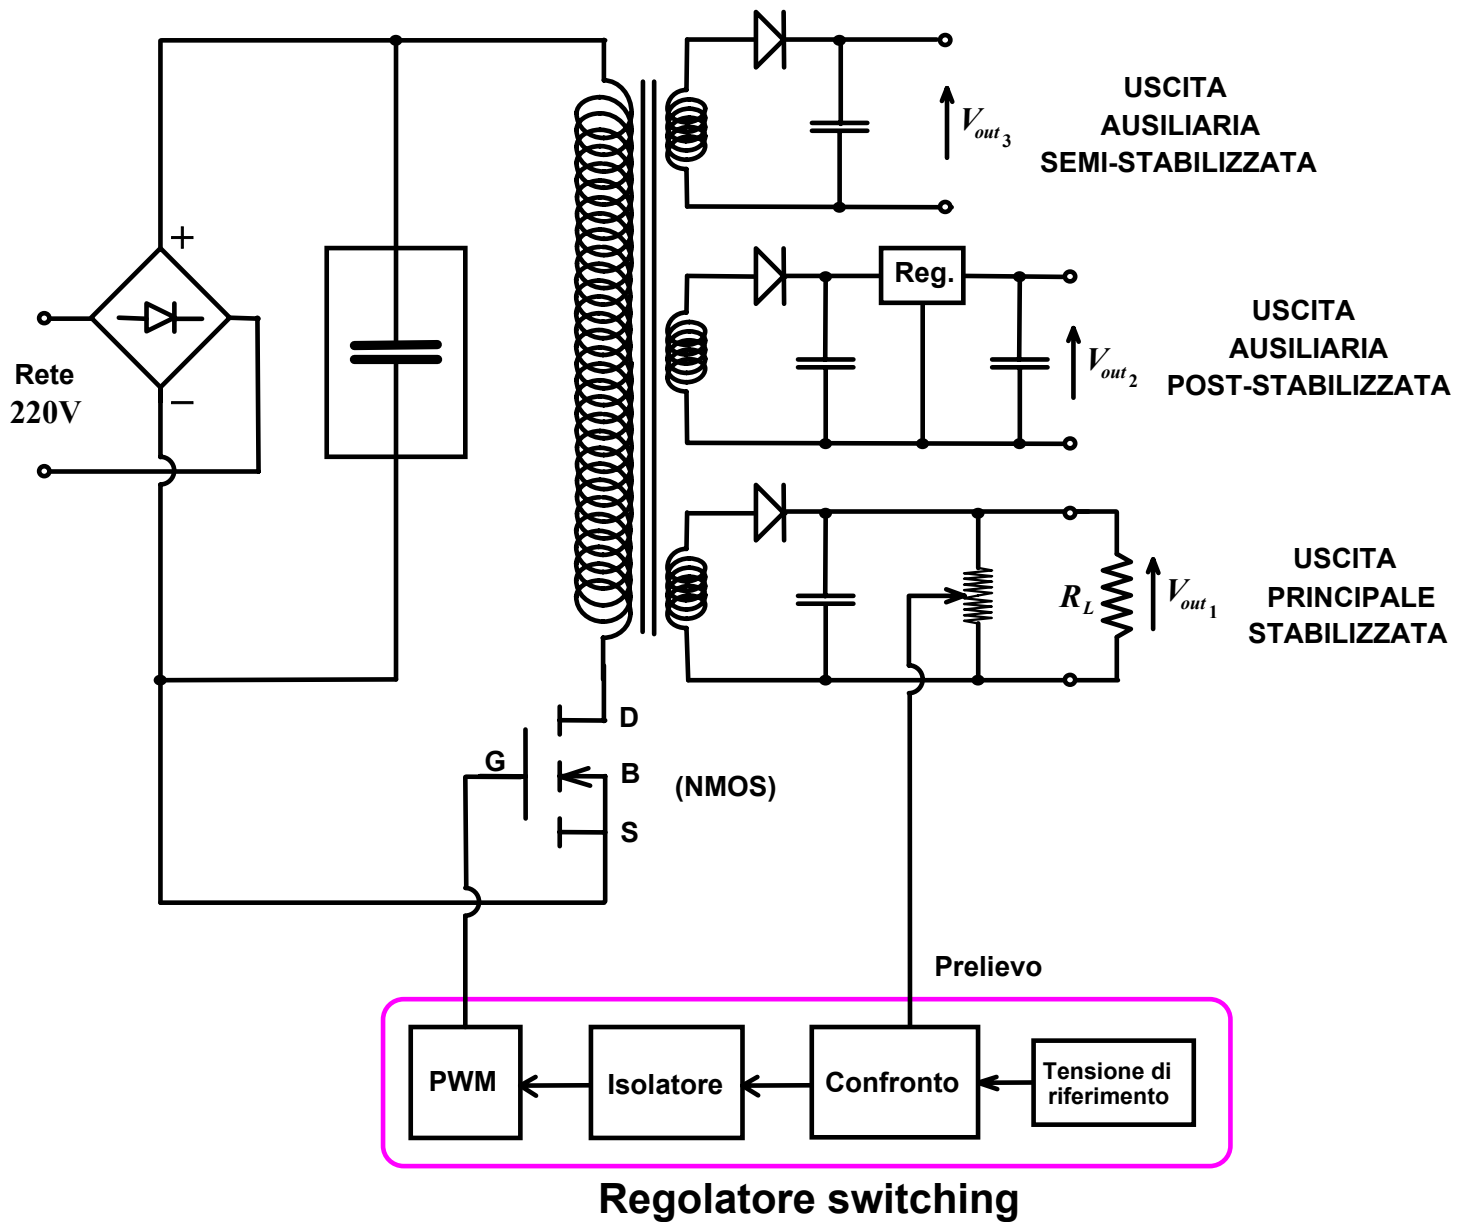 USCITA
AUSILIARIA
SEMI-STABILIZZATA
Vout3
+
Reg.
Rete
220V
−
USCITA
AUSILIARIA
POST-STABILIZZATA
Vout2
USCITA
PRINCIPALE
STABILIZZATA
RL
Vout1
D
G
B
(NMOS)
S
Prelievo
PWM
Isolatore
Confronto
Tensione di
riferimento
Regolatore switching